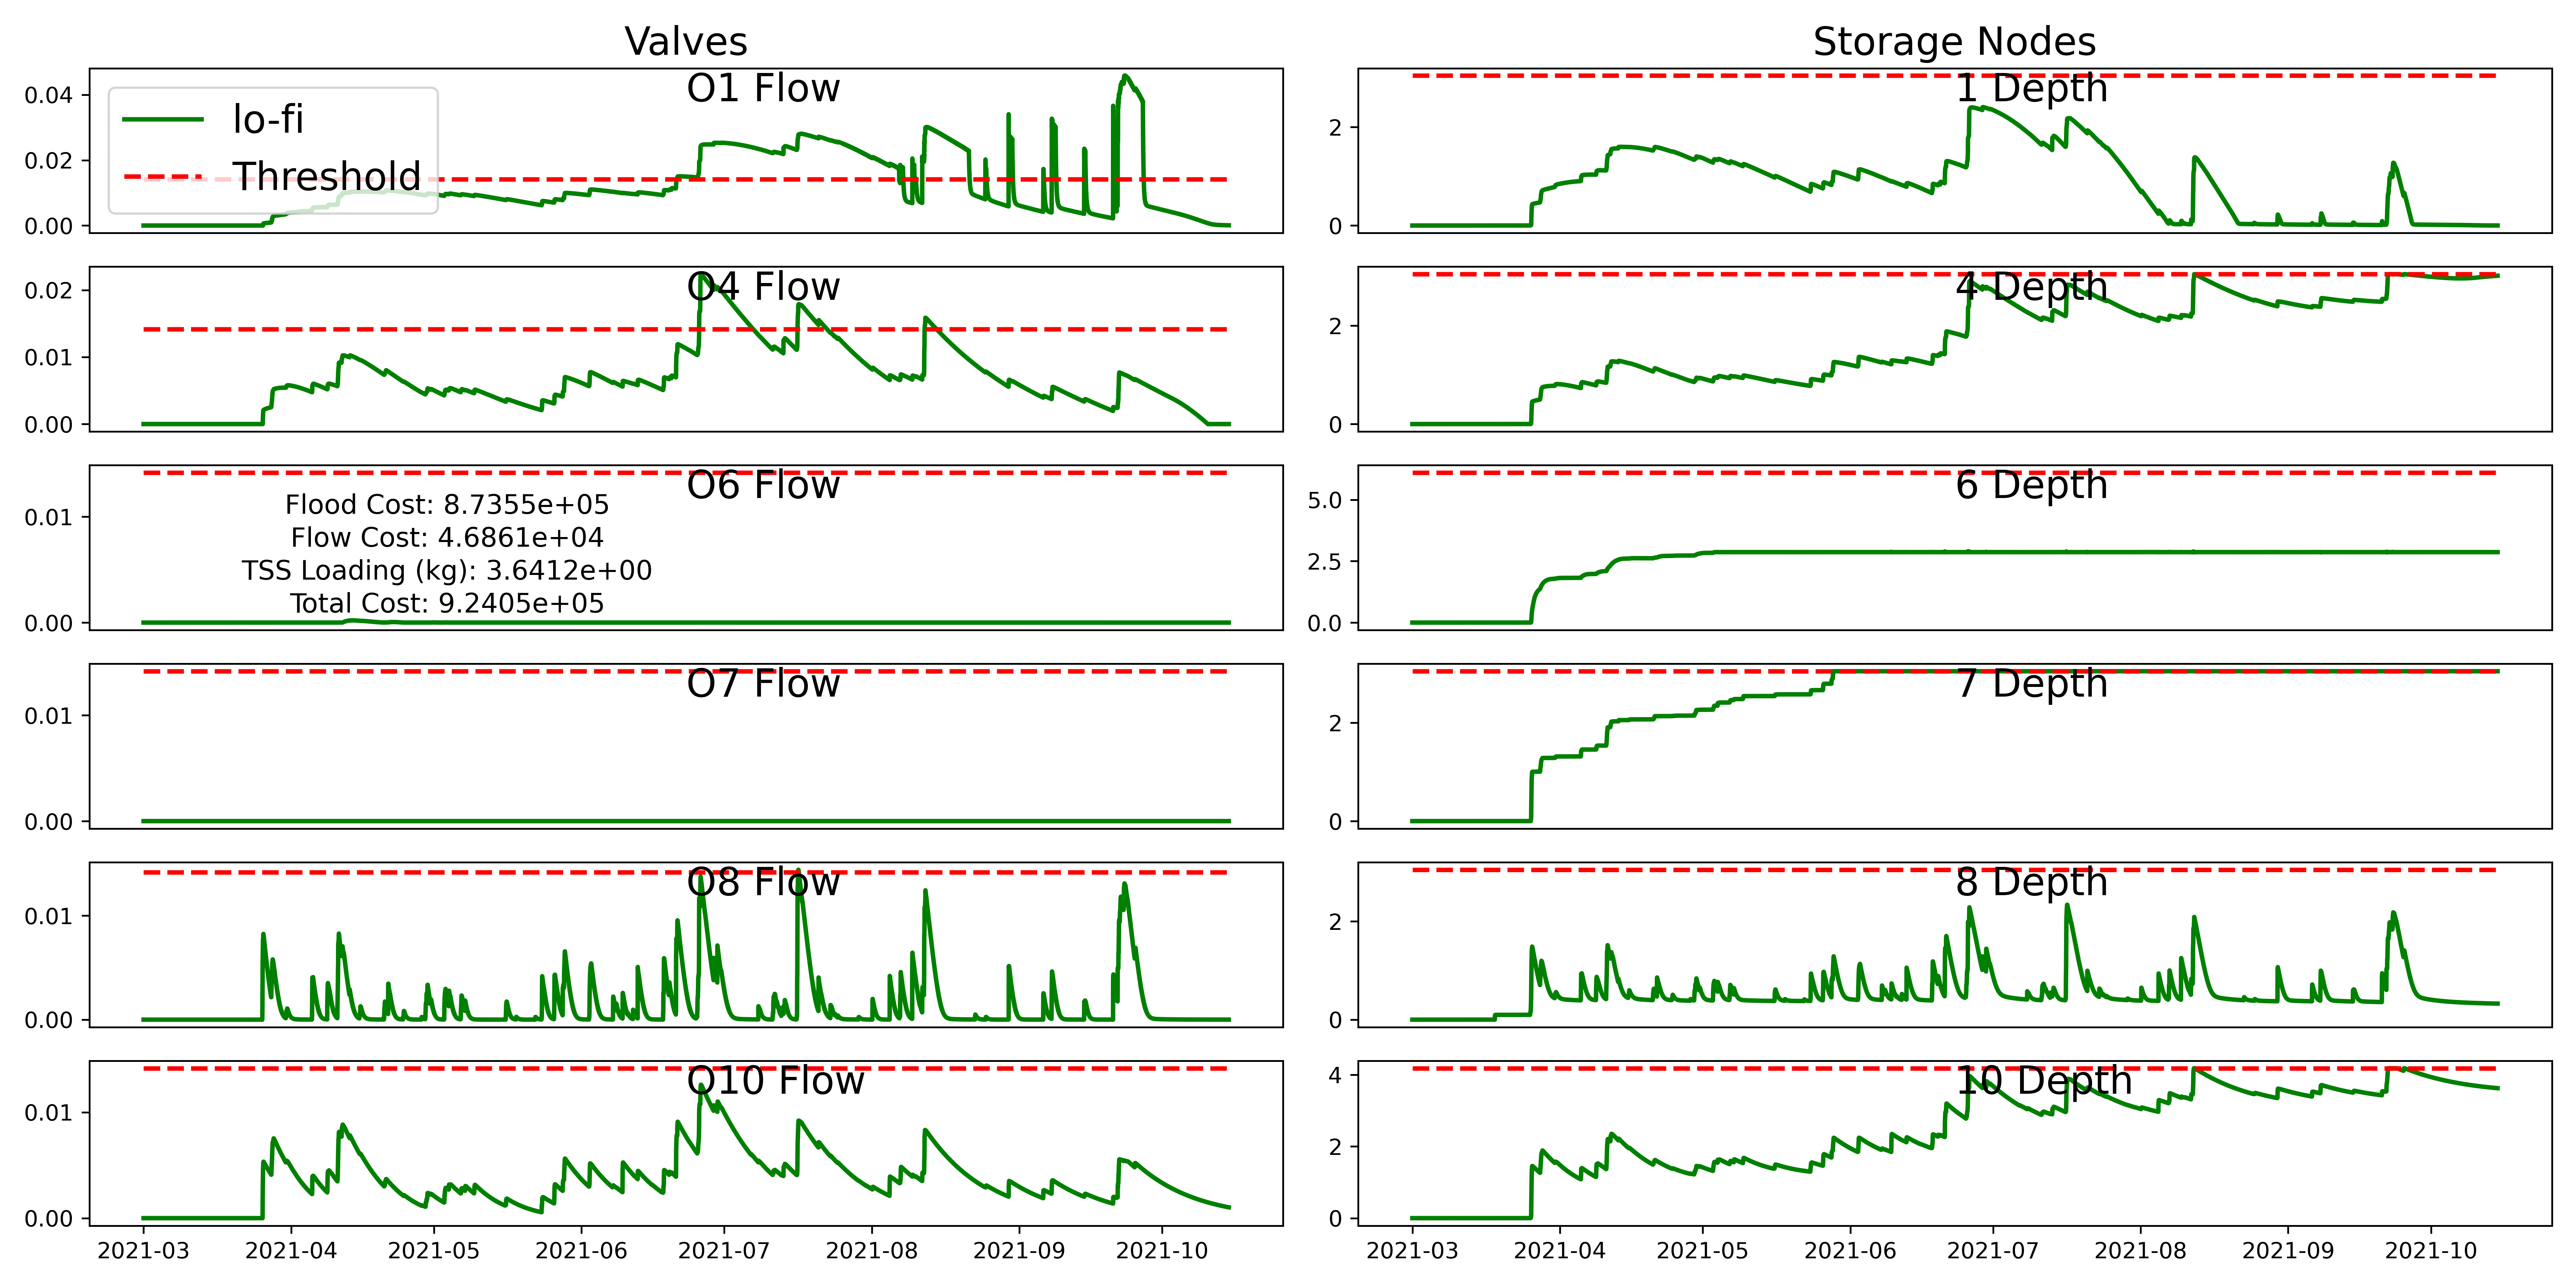 Valves
Storage Nodes
O1 Flow
0.04
0.02
0.00
lo-fi
Threshold
1 Depth
2
0
O4 Flow
0.02
0.01
0.00
4 Depth
2
0
O6 Flow
0.01
0.00
Flood Cost: 8.7355e+05
Flow Cost: 4.6861e+04
TSS Loading (kg): 3.6412e+00
Total Cost: 9.2405e+05
6 Depth
5.0
2.5
0.0
O7 Flow
0.01
0.00
7 Depth
2
0
O8 Flow
0.01
0.00
8 Depth
2
0
O10 Flow
0.01
0.00
2021-03 2021-04 2021-05 2021-06 2021-07 2021-08 2021-09 2021-10
10 Depth
4
2
0
2021-03 2021-04 2021-05 2021-06 2021-07 2021-08 2021-09 2021-10